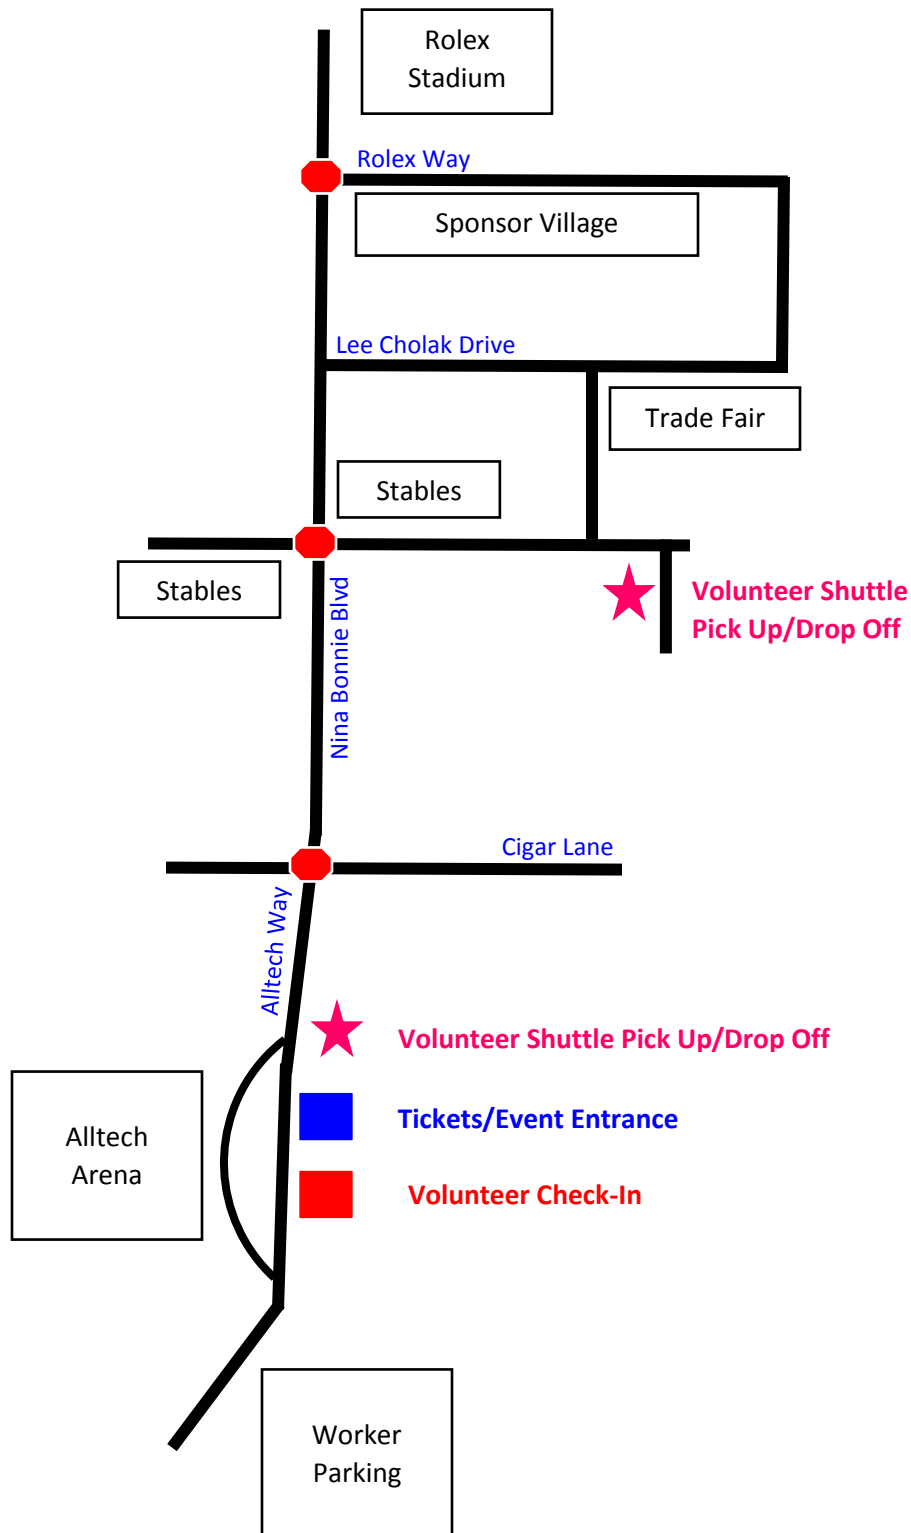 Rolex
Stadium
Rolex Way
Sponsor Village
Lee Cholak Drive
Trade Fair
Stables
Stables
Volunteer Shuttle
Pick Up/Drop Off
Nina Bonnie Blvd
Cigar Lane
Alltech Way
Volunteer Shuttle Pick Up/Drop Off
Tickets/Event Entrance
Alltech
Arena
Volunteer Check-In
Worker
Parking